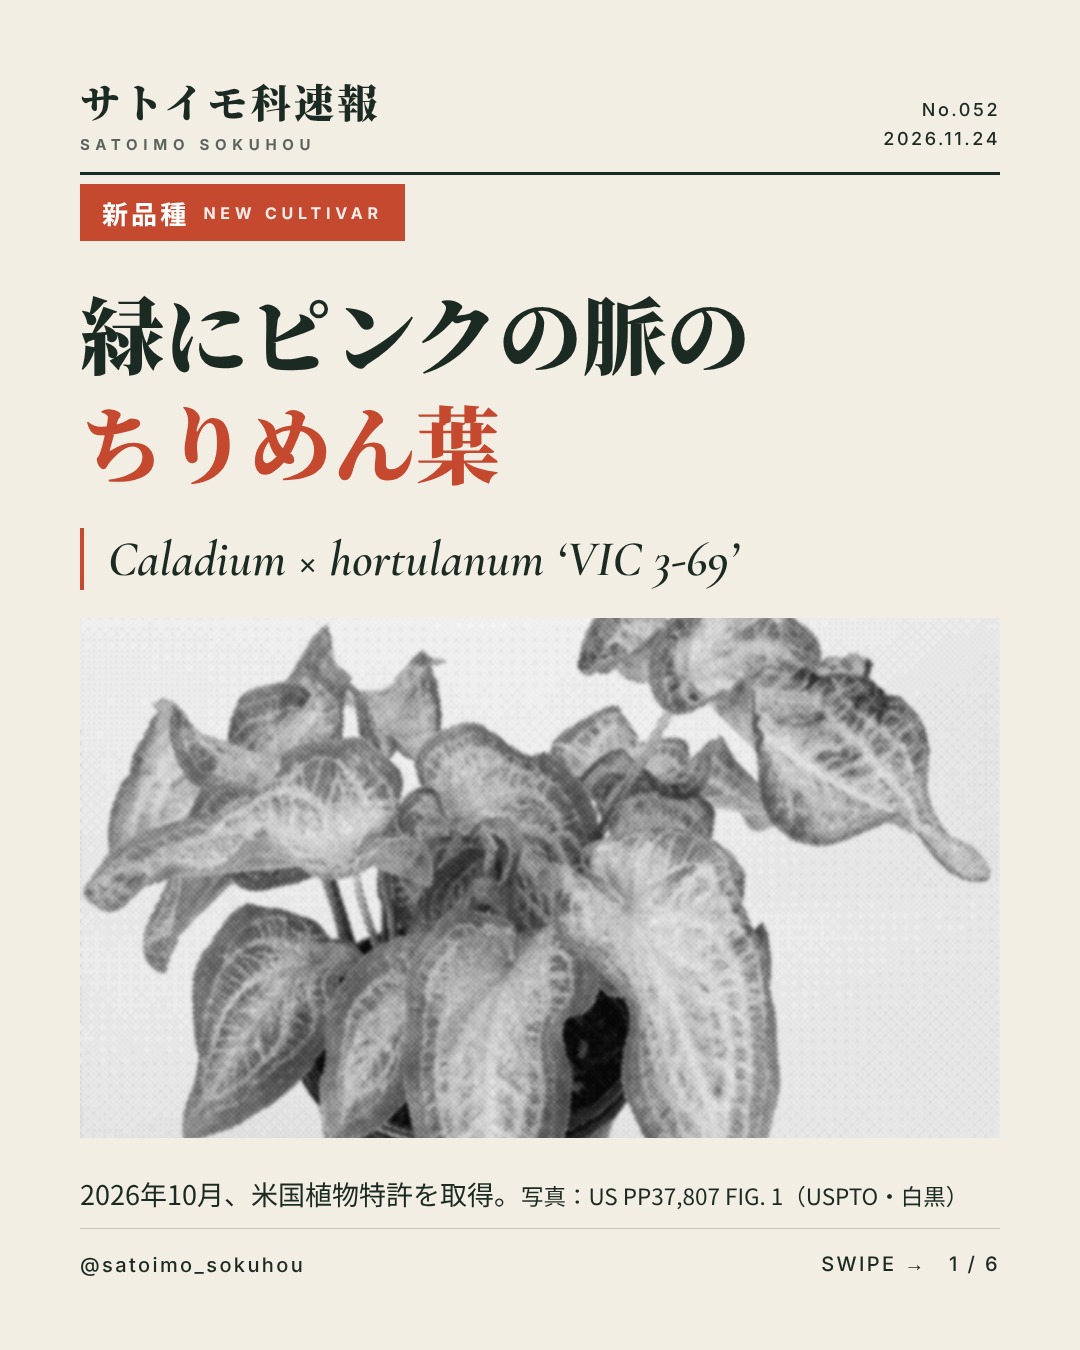 サトイモ科速報
SATOIMO SOKUHOU
No.052
2026.11.24
新品種 NEW CULTIVAR
緑にピンクの脈の
ちりめん葉
Caladium × hortulanum ‘VIC 3-69’
2026年10月、米国植物特許を取得。写真：US PP37,807 FIG. 1（USPTO・白黒）
@satoimo_sokuhou
SWIPE → 1 / 6